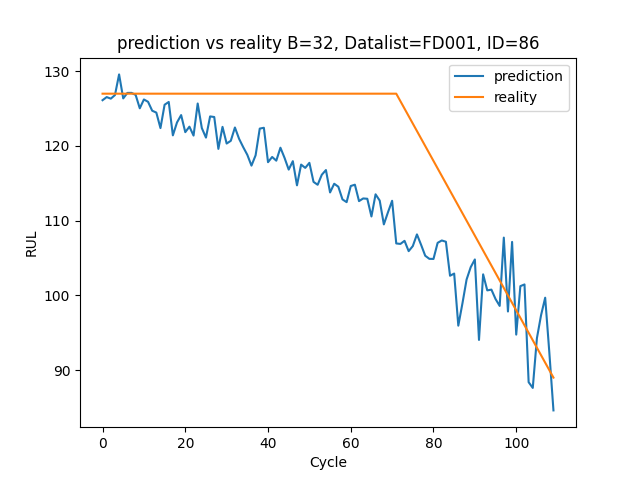 prediction vs reality B=32, Datalist=FD001, ID=86
prediction
reality
RUL
130
120
110
100
90
0 20 40 60 80 100
Cycle